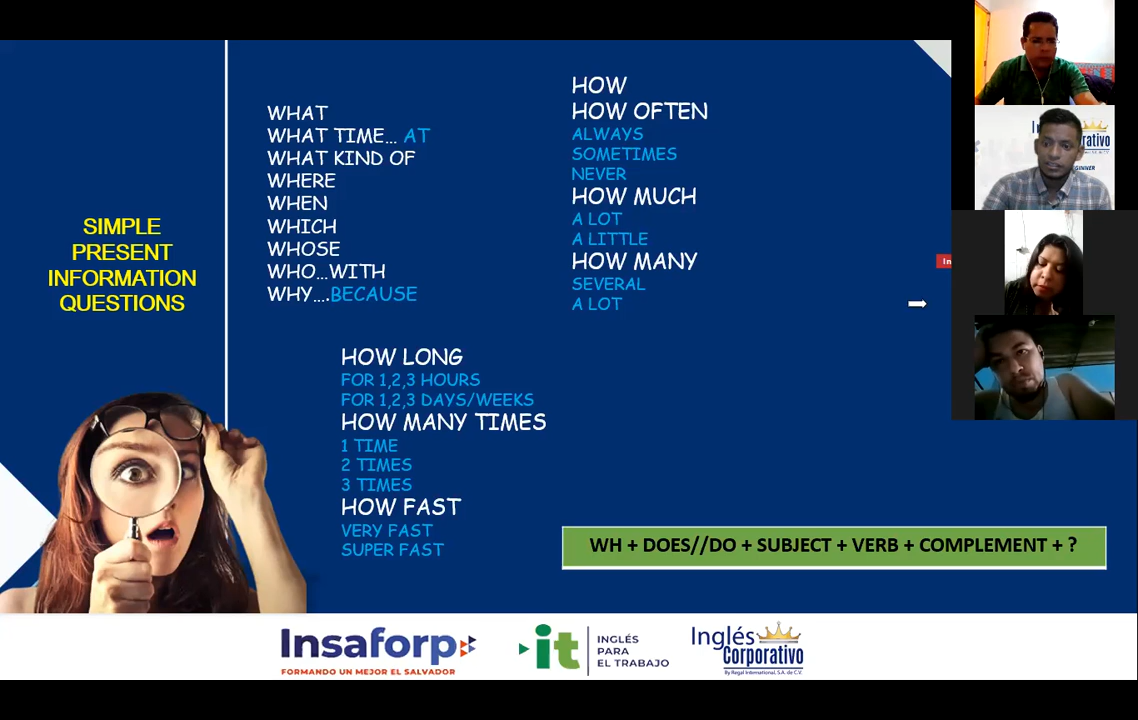 SIMPLE
PRESENT
INFORMATION
QUESTIONS
WHAT
WHAT TIME... AT
WHAT KIND OF
WHERE
WHEN
WHICH
WHOSE
WHO...WITH
WHY....BECAUSE
HOW
HOW OFTEN
ALWAYS
SOMETIMES
NEVER
HOW MUCH
A LOT
A LITTLE
HOW MANY
SEVERAL
A LOT
HOW LONG
FOR 1,2,3 HOURS
FOR 1,2,3 DAYS/WEEKS
HOW MANY TIMES
1 TIME
2 TIMES
3 TIMES
HOW FAST
VERY FAST
SUPER FAST
WH + DOES//DO + SUBJECT + VERB + COMPLEMENT + ?
Insaforp
FORMANDO UN MEJOR EL SALVADOR
it
INGLÉS
PARA
EL TRABAJO
Inglés
Corporativo
By Regal International, S.A. de C.V.